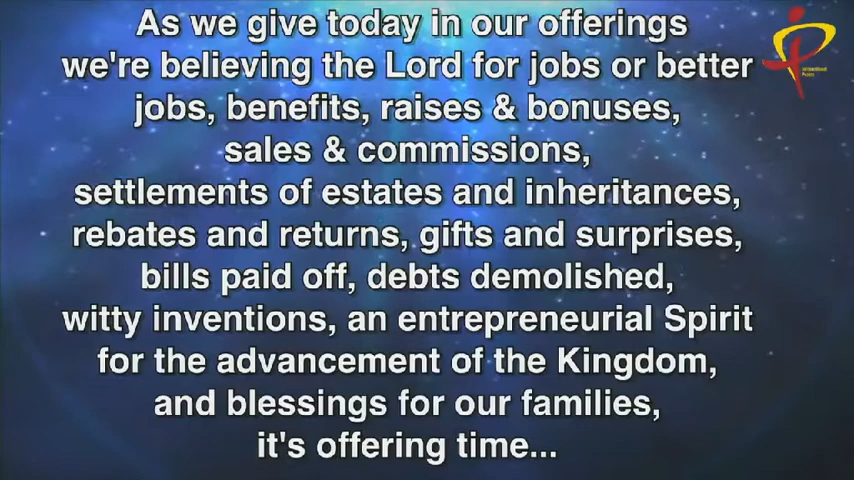 As we give today in our offerings
we're believing the Lord for jobs or better
jobs, benefits, raises & bonuses,
sales & commissions,
settlements of estates and inheritances,
rebates and returns, gifts and surprises,
bills paid off, debts demolished,
witty inventions, an entrepreneurial Spirit
for the advancement of the Kingdom,
and blessings for our families,
it's offering time...